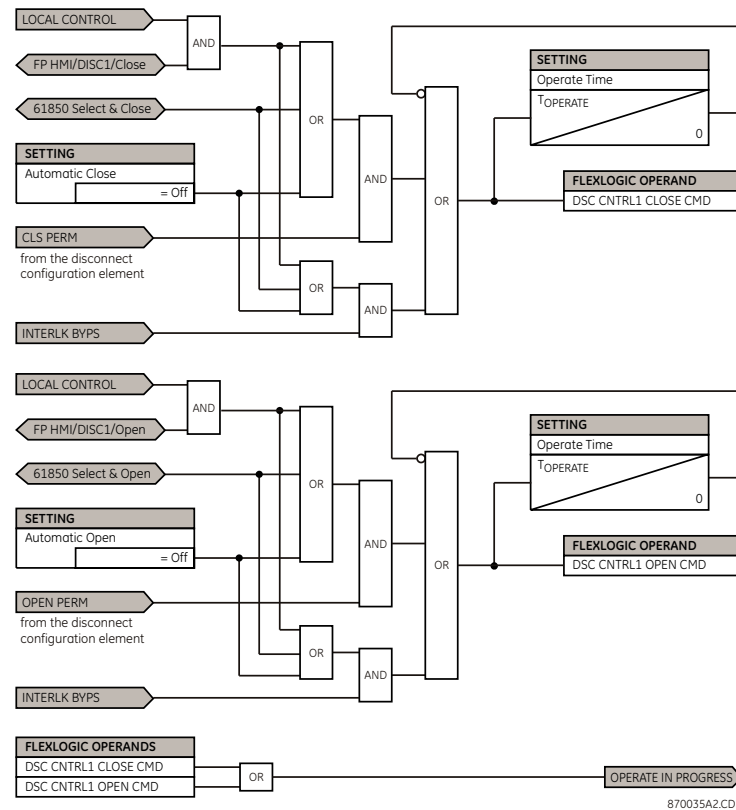 LOCAL CONTROL
AND
FP HMI/DISC1/Close
61850 Select & Close
OR
SETTING
Automatic Close
= Off
AND
CLS PERM
from the disconnect
configuration element
OR
AND
INTERLK BYPS
OR
SETTING
Operate Time
TOPERATE
0
FLEXLOGIC OPERAND
DSC CNTRL1 CLOSE CMD
LOCAL CONTROL
AND
FP HMI/DISC1/Open
61850 Select & Open
OR
SETTING
Automatic Open
= Off
AND
OPEN PERM
from the disconnect
configuration element
OR
AND
INTERLK BYPS
OR
SETTING
Operate Time
TOPERATE
0
FLEXLOGIC OPERAND
DSC CNTRL1 OPEN CMD
FLEXLOGIC OPERANDS
DSC CNTRL1 CLOSE CMD
DSC CNTRL1 OPEN CMD
OR
OPERATE IN PROGRESS
870035A2.CD